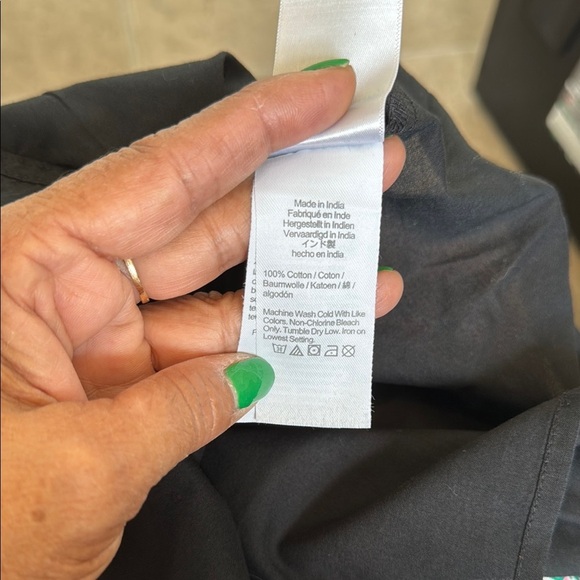 Made in India
Fabriqué en Inde
Hergestellt in Indien
Vervaardigd in India
インド製
hecho en India
100% Cotton / Coton /
Baumwolle / Katoen / 綿 /
algodón
Machine Wash Cold With Like
Colors. Non-Chlorine Bleach
Only. Tumble Dry Low. Iron on
Lowest Setting.